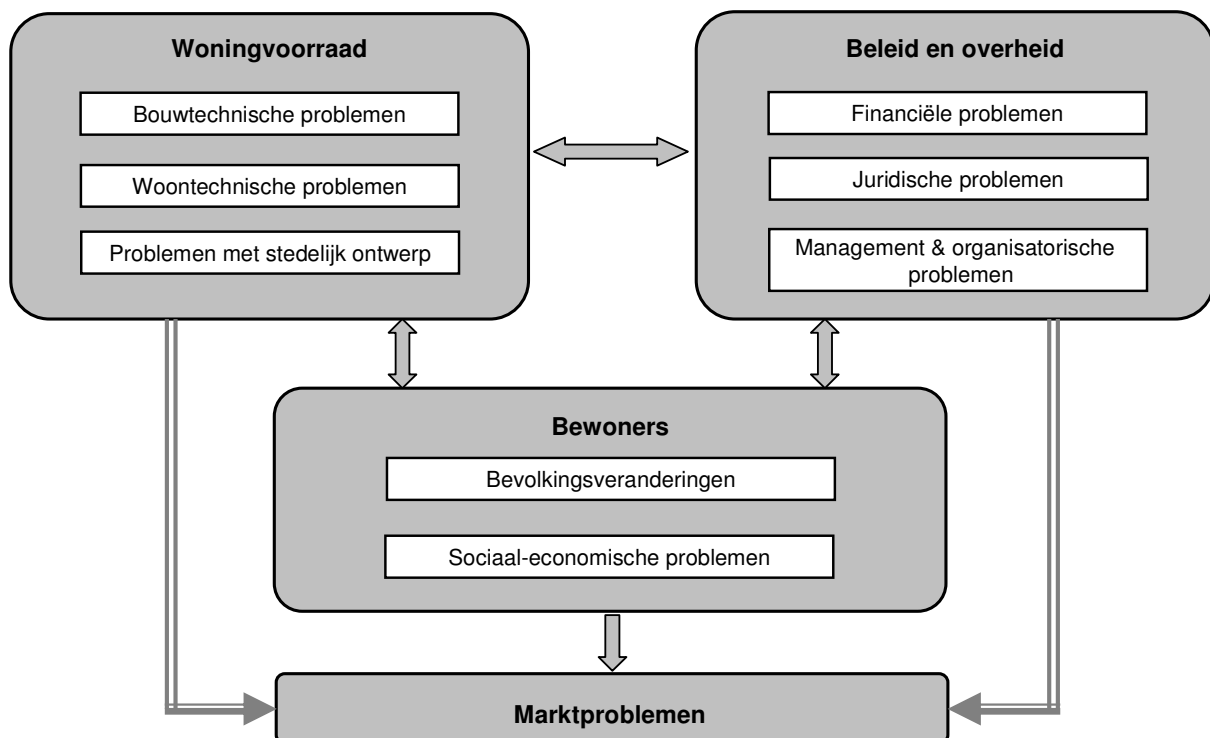 Woningvoorraad
Bouwtechnische problemen
Woontechnische problemen
Problemen met stedelijk ontwerp
Beleid en overheid
Financiële problemen
Juridische problemen
Management & organisatorische
problemen
Bewoners
Bevolkingsveranderingen
Sociaal-economische problemen
Marktproblemen